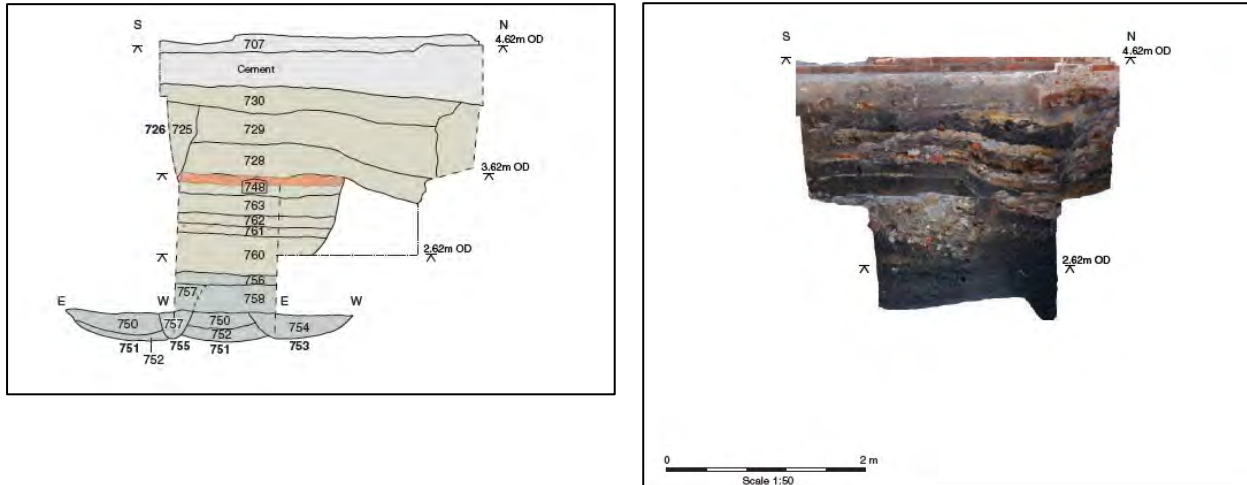 S N
4.62m OD
707
Cement
730
726 725
729
728
3.62m OD
748
763
762
761
2.62m OD
760
756
757
E W 758 E W
750 757 750 754
752
751 755 751 753
752
S N
4.62m OD
2.62m OD
0 2 m
Scale 1:50